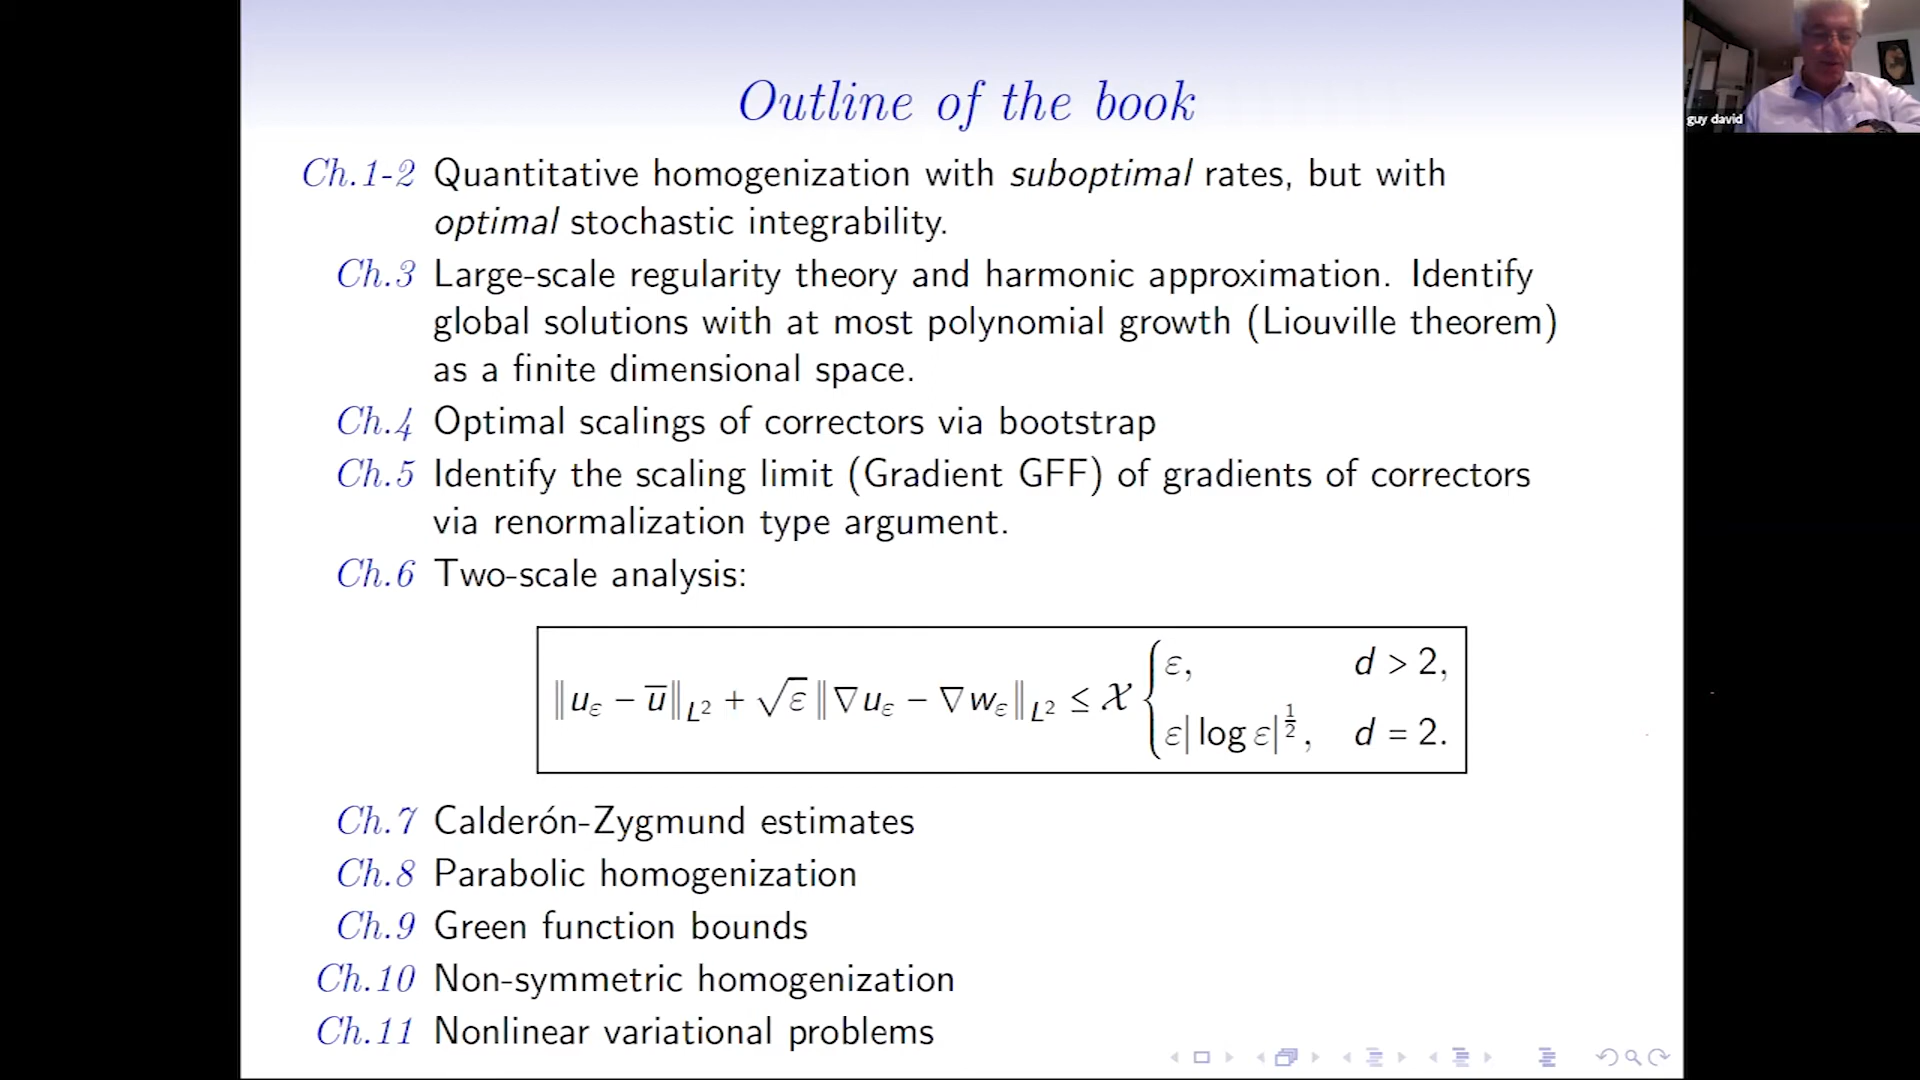 Outline of the book
Ch.1-2 Quantitative homogenization with suboptimal rates, but with
optimal stochastic integrability.
Ch.3 Large-scale regularity theory and harmonic approximation. Identify
global solutions with at most polynomial growth (Liouville theorem)
as a finite dimensional space.
Ch.4 Optimal scalings of correctors via bootstrap
Ch.5 Identify the scaling limit (Gradient GFF) of gradients of correctors
via renormalization type argument.
Ch.6 Two-scale analysis:
‖u_ε − ū‖_{L²} + √ε ‖∇u_ε − ∇w_ε‖_{L²} ≤ 𝒳 { ε, d > 2,
ε| log ε|^{1/2}, d = 2.
Ch.7 Calderón-Zygmund estimates
Ch.8 Parabolic homogenization
Ch.9 Green function bounds
Ch.10 Non-symmetric homogenization
Ch.11 Nonlinear variational problems
guy david